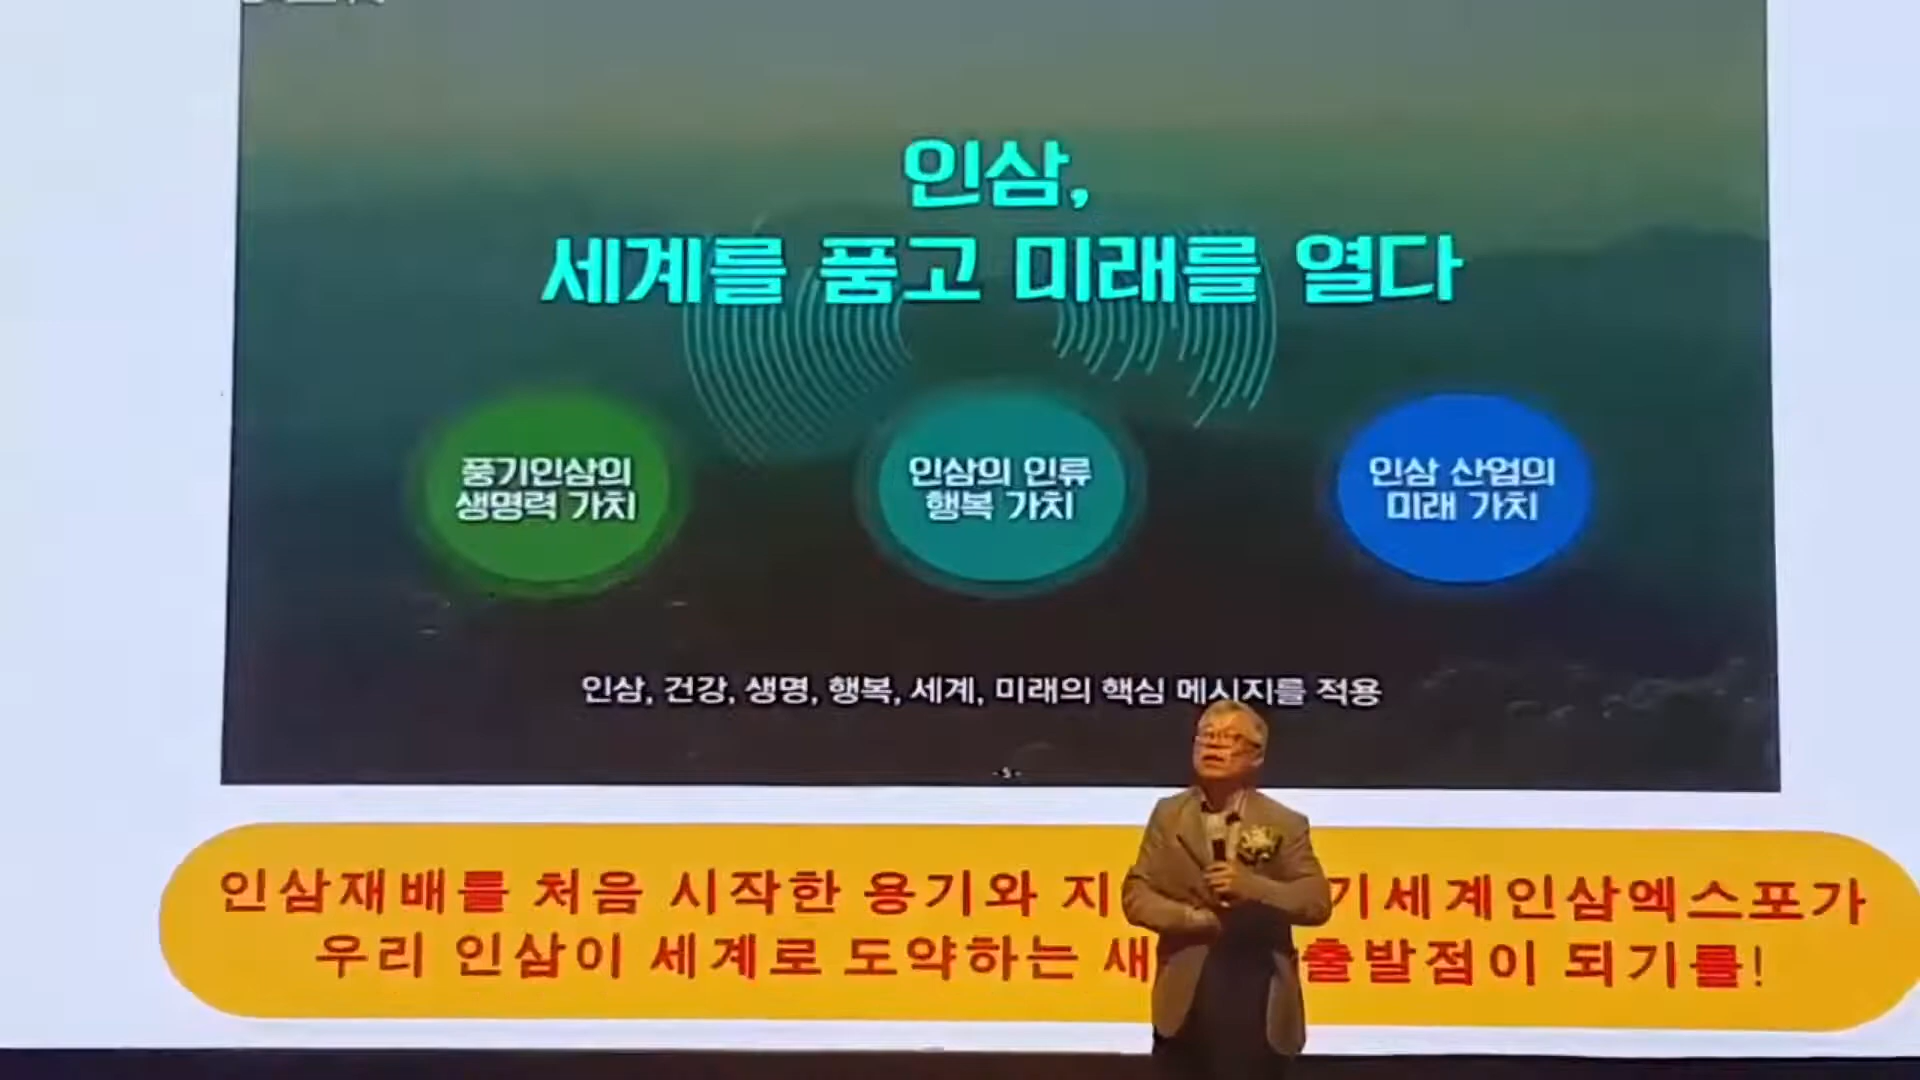 인삼,
세계를 품고 미래를 열다
풍기인삼의
생명력 가치
인삼의 인류
행복 가치
인삼 산업의
미래 가치
인삼, 건강, 생명, 행복, 세계, 미래의 핵심 메시지를 적용
- 5 -
인삼재배를 처음 시작한 용기와 기세계인삼엑스포가
우리 인삼이 세계로 도약하는 출발점이 되기를!